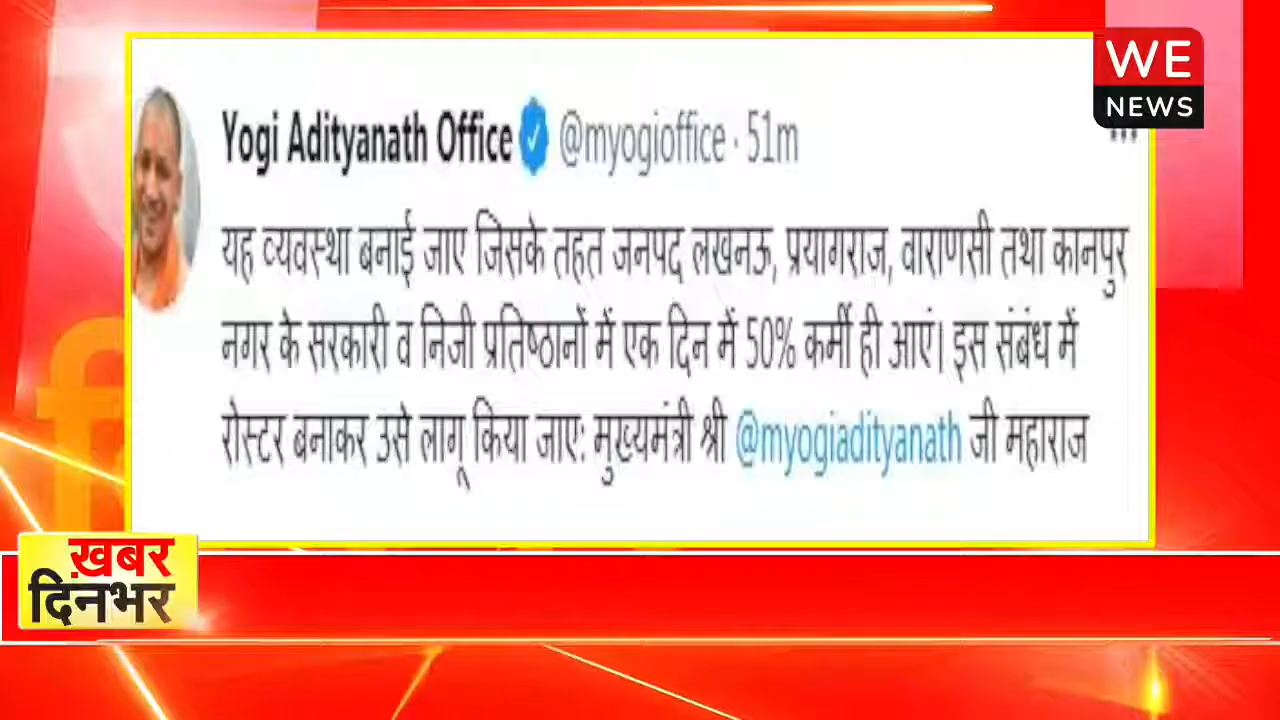 WE
NEWS
Yogi Adityanath Office @myogioffice · 51m
यह व्यवस्था बनाई जाए जिसके तहत जनपद लखनऊ, प्रयागराज, वाराणसी तथा कानपुर
नगर के सरकारी व निजी प्रतिष्ठानों में एक दिन में 50% कर्मी ही आएं। इस संबंध में
रोस्टर बनाकर उसे लागू किया जाए: मुख्यमंत्री श्री @myogiadityanath जी महाराज
ख़बर
दिनभर